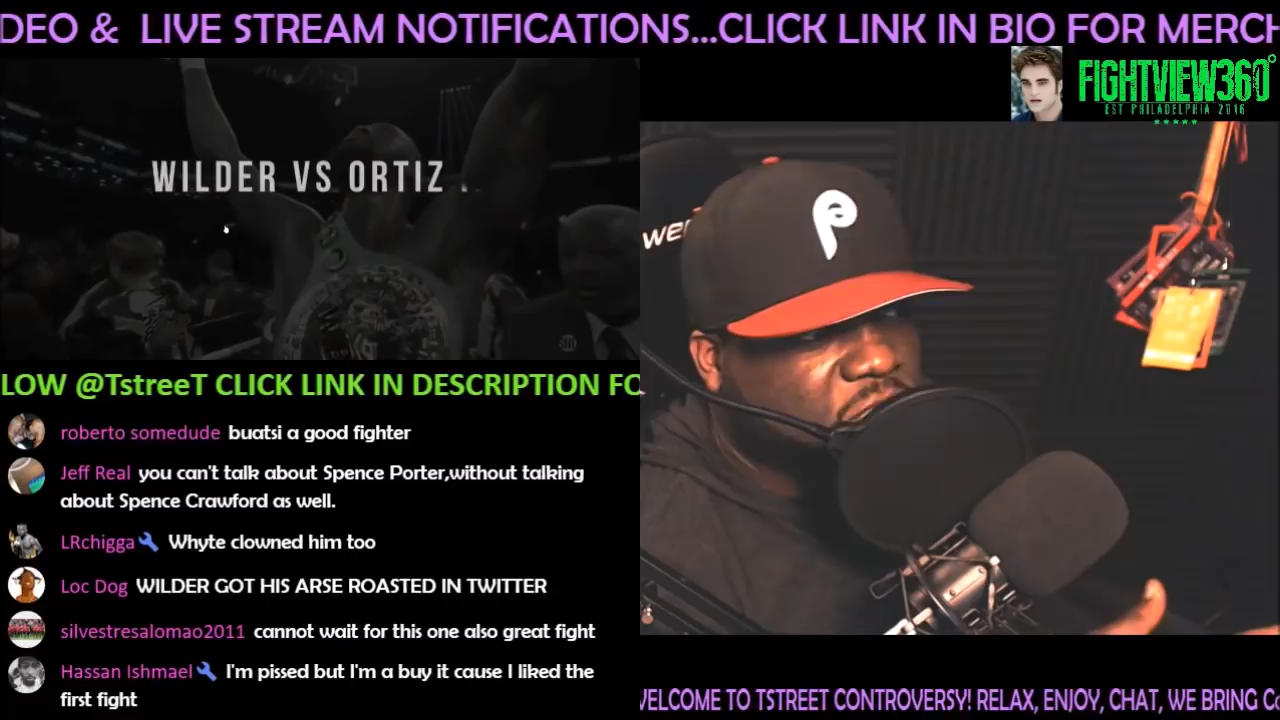 DEO & LIVE STREAM NOTIFICATIONS...CLICK LINK IN BIO FOR MERCH
FIGHTVIEW360°
EST PHILADELPHIA 2016
WILDER VS ORTIZ
P
LOW @TstreeT CLICK LINK IN DESCRIPTION FO
roberto somedude buatsi a good fighter
Jeff Real you can't talk about Spence Porter,without talking
about Spence Crawford as well.
LRchigga Whyte clowned him too
Loc Dog WILDER GOT HIS ARSE ROASTED IN TWITTER
silvestresalomao2011 cannot wait for this one also great fight
Hassan Ishmael I'm pissed but I'm a buy it cause I liked the
first fight
VELCOME TO TSTREET CONTROVERSY! RELAX, ENJOY, CHAT, WE BRING